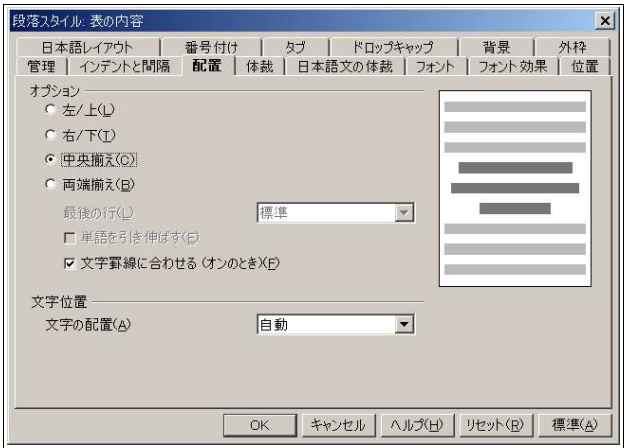 段落スタイル: 表の内容
日本語レイアウト 番号付け タブ ドロップキャップ 背景 外枠
管理 インデントと間隔 配置 体裁 日本語文の体裁 フォント フォント効果 位置
オプション
左/上(L)
右/下(T)
中央揃え(C)
両端揃え(B)
最後の行(L) 標準
単語を引き伸ばす(E)
文字罫線に合わせる (オンのとき)(F)
文字位置
文字の配置(A) 自動
OK キャンセル ヘルプ(H) リセット(R) 標準(A)